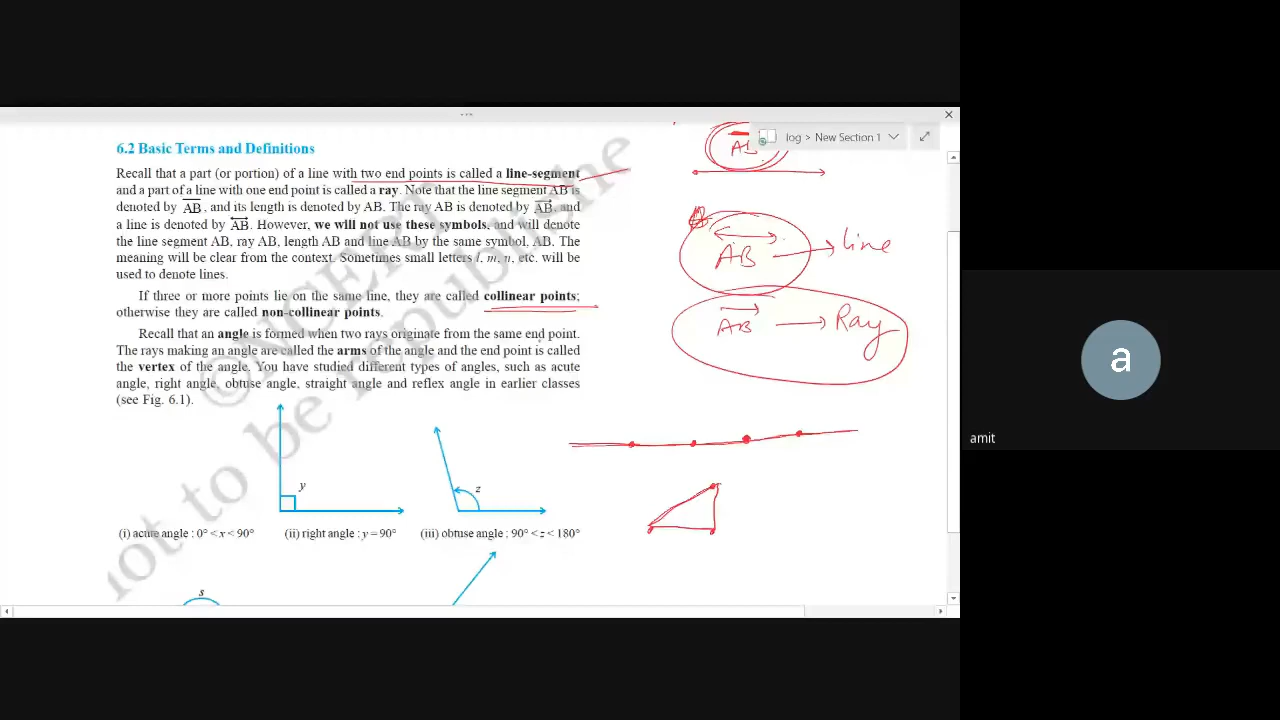 log > New Section 1
6.2 Basic Terms and Definitions
Recall that a part (or portion) of a line with two end points is called a line-segment
and a part of a line with one end point is called a ray. Note that the line segment AB is
denoted by AB, and its length is denoted by AB. The ray AB is denoted by AB, and
a line is denoted by AB. However, we will not use these symbols, and will denote
the line segment AB, ray AB, length AB and line AB by the same symbol, AB. The
meaning will be clear from the context. Sometimes small letters l, m, n, etc. will be
used to denote lines.
If three or more points lie on the same line, they are called collinear points;
otherwise they are called non-collinear points.
Recall that an angle is formed when two rays originate from the same end point.
The rays making an angle are called the arms of the angle and the end point is called
the vertex of the angle. You have studied different types of angles, such as acute
angle, right angle, obtuse angle, straight angle and reflex angle in earlier classes
(see Fig. 6.1).
y
z
(i) acute angle : 0° < x < 90°
(ii) right angle : y = 90°
(iii) obtuse angle : 90° < z < 180°
s
©NCERT
not to be republishe
AB
AB → line
AB → Ray
a
amit